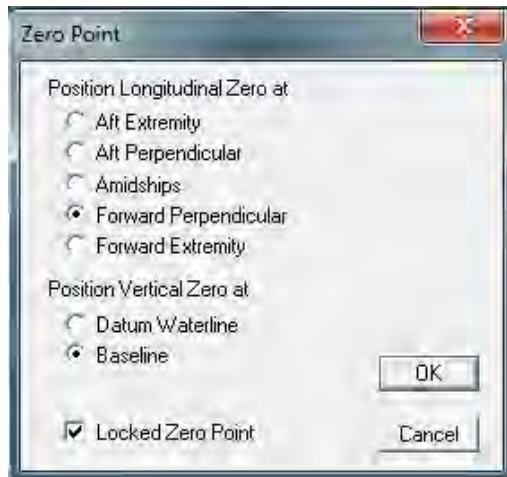 Zero Point
Position Longitudinal Zero at
Aft Extremity
Aft Perpendicular
Amidships
Forward Perpendicular
Forward Extremity
Position Vertical Zero at
Datum Waterline
Baseline
OK
Locked Zero Point
Cancel